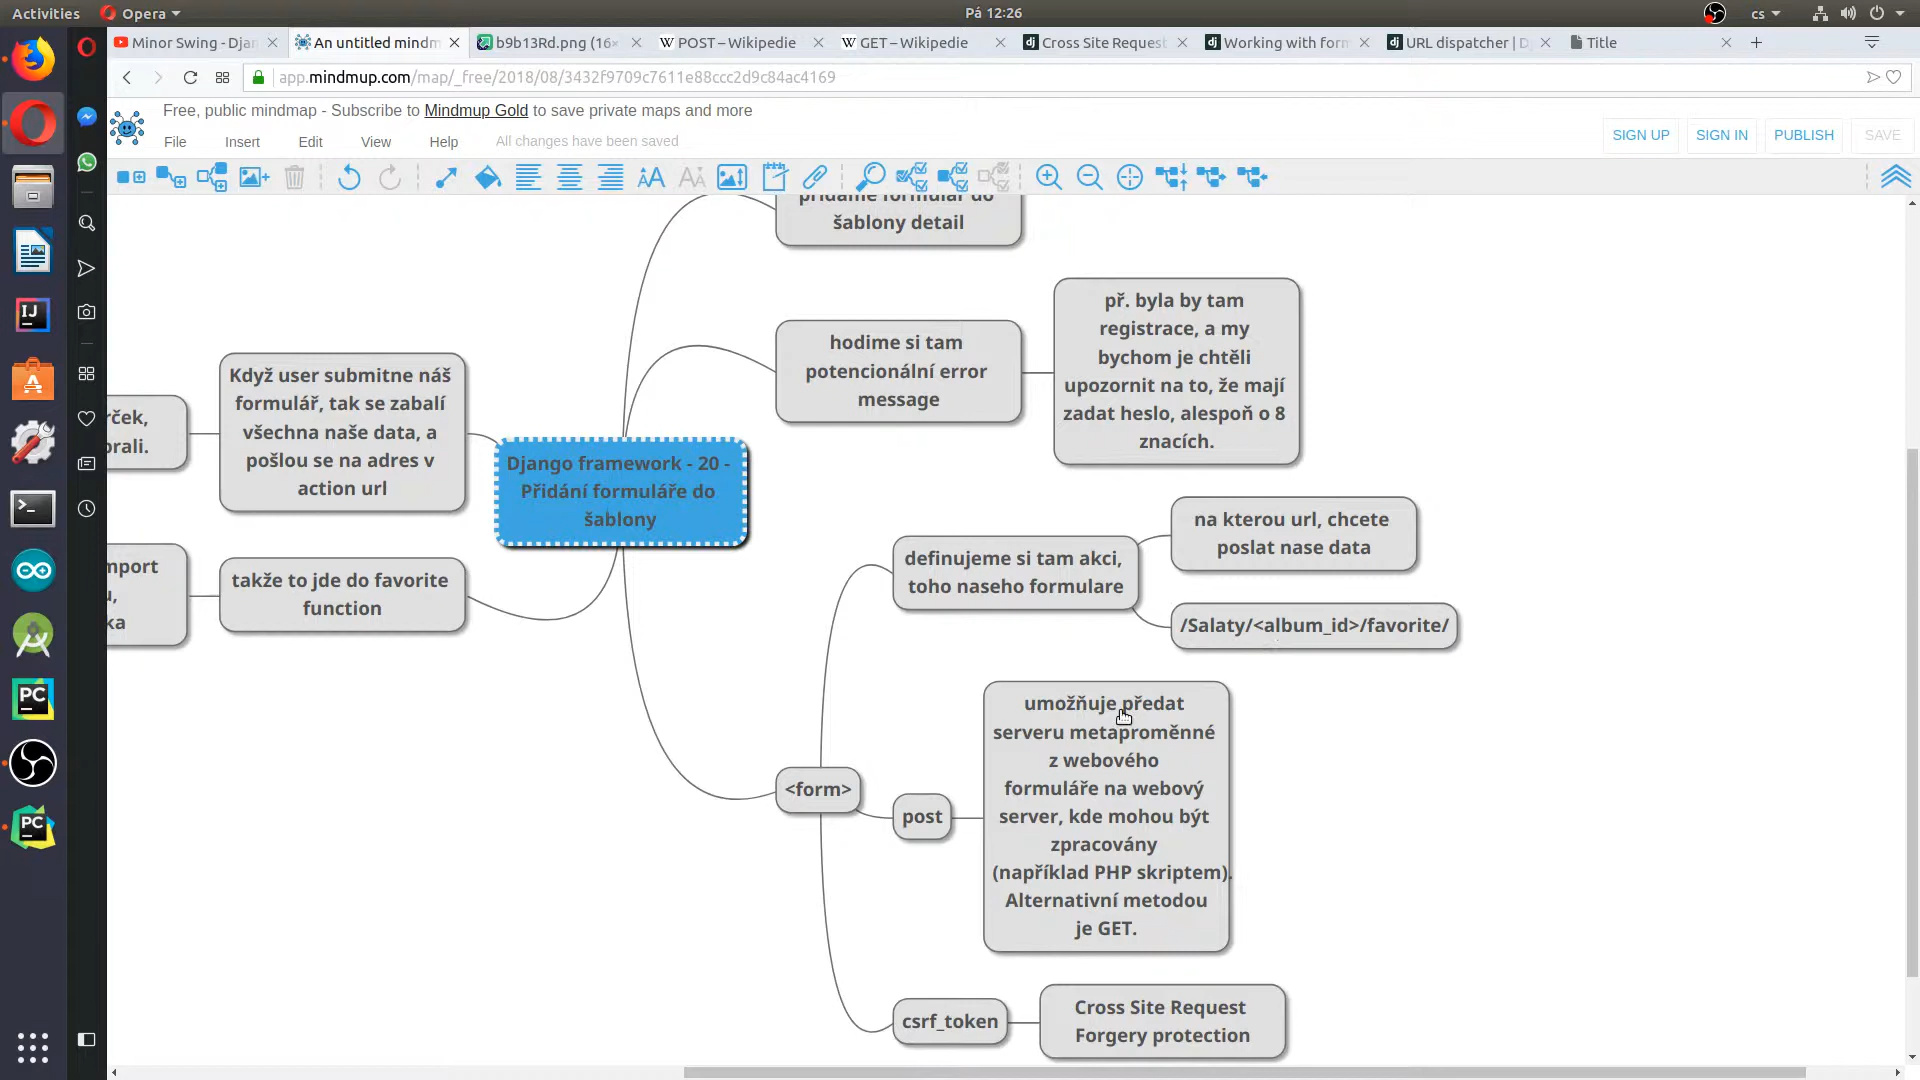 Activities
Opera
Pá 12:26
cs
Minor Swing - Djan
An untitled mindm
b9b13Rd.png (16×
POST – Wikipedie
GET – Wikipedie
Cross Site Request
Working with form
URL dispatcher | D
Title
app.mindmup.com/map/_free/2018/08/3432f9709c7611e88ccc2d9c84ac4169
Free, public mindmap - Subscribe to Mindmup Gold to save private maps and more
File
Insert
Edit
View
Help
All changes have been saved
SIGN UP
SIGN IN
PUBLISH
SAVE
přidáme formulář do
šablony detail
hodime si tam
potencionální error
message
př. byla by tam
registrace, a my
bychom je chtěli
upozornit na to, že mají
zadat heslo, alespoň o 8
znacích.
Když user submitne náš
formulář, tak se zabalí
všechna naše data, a
pošlou se na adres v
action url
rček,
orali.
Django framework - 20 -
Přidání formuláře do
šablony
takže to jde do favorite
function
mport
u,
ka
definujeme si tam akci,
toho naseho formulare
na kterou url, chcete
poslat nase data
/Salaty/<album_id>/favorite/
<form>
post
umožňuje předat
serveru metaproměnné
z webového
formuláře na webový
server, kde mohou být
zpracovány
(například PHP skriptem).
Alternativní metodou
je GET.
csrf_token
Cross Site Request
Forgery protection